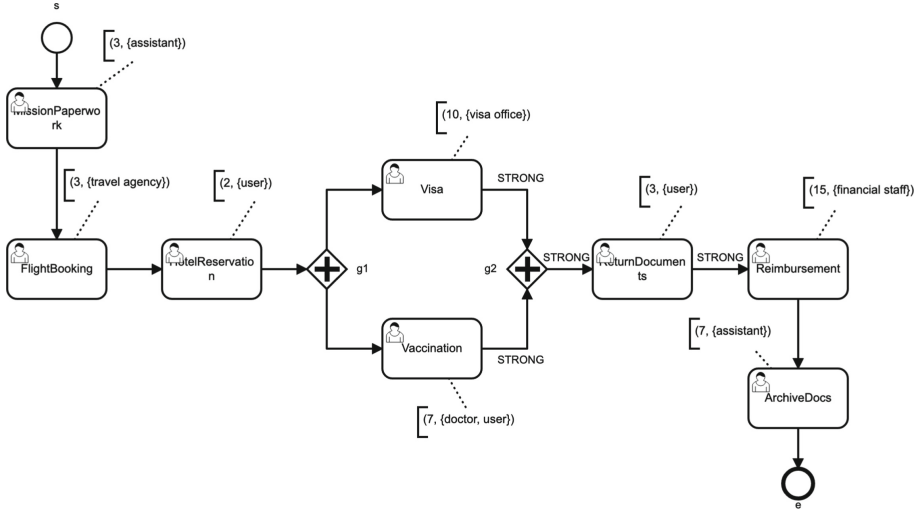 s
(3, {assistant})
MissionPaperwo
rk
(3, {travel agency})
(2, {user})
(10, {visa office})
(3, {user})
(15, {financial staff})
Visa
STRONG
FlightBooking
HotelReservatio
n
g1
g2
STRONG
ReturnDocumen
ts
STRONG
Reimbursement
Vaccination
STRONG
(7, {assistant})
ArchiveDocs
(7, {doctor, user})
e